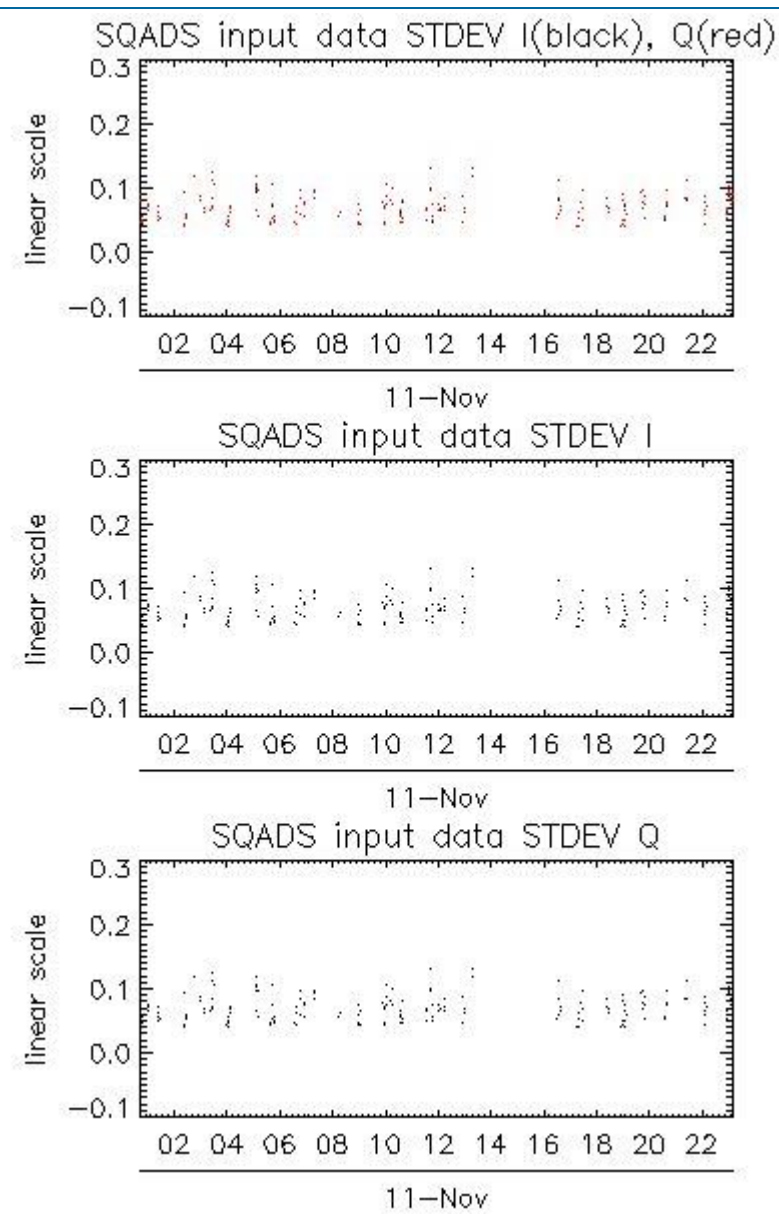 SQADS input data STDEV I(black), Q(red)
0.3
0.2
0.1
0.0
−0.1
linear scale
02 04 06 08 10 12 14 16 18 20 22
11−Nov
SQADS input data STDEV I
0.3
0.2
0.1
0.0
−0.1
linear scale
02 04 06 08 10 12 14 16 18 20 22
11−Nov
SQADS input data STDEV Q
0.3
0.2
0.1
0.0
−0.1
linear scale
02 04 06 08 10 12 14 16 18 20 22
11−Nov